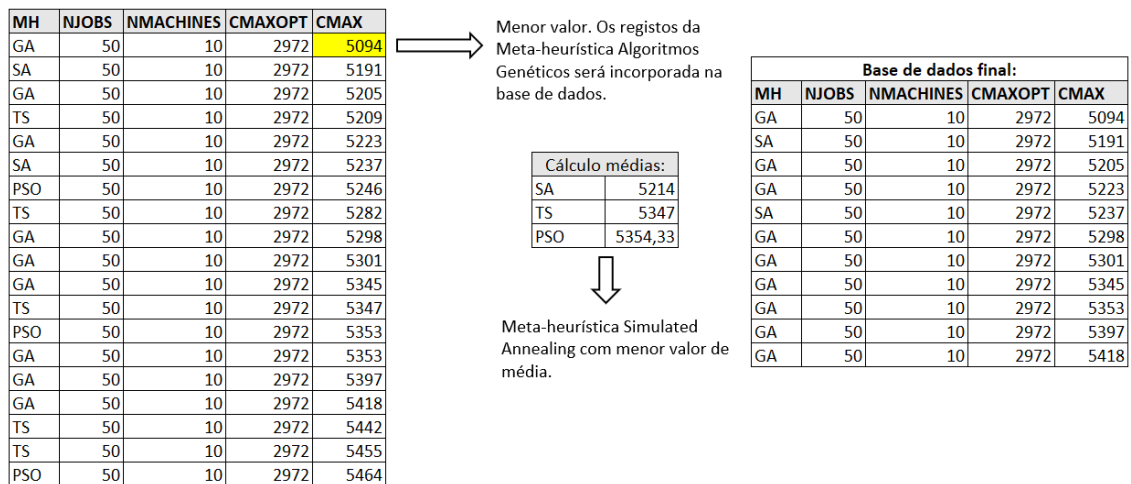 MH NJOBS NMACHINES CMAXOPT CMAX
GA 50 10 2972 5094
SA 50 10 2972 5191
GA 50 10 2972 5205
TS 50 10 2972 5209
GA 50 10 2972 5223
SA 50 10 2972 5237
PSO 50 10 2972 5246
TS 50 10 2972 5282
GA 50 10 2972 5298
GA 50 10 2972 5301
GA 50 10 2972 5345
TS 50 10 2972 5347
PSO 50 10 2972 5353
GA 50 10 2972 5353
GA 50 10 2972 5397
GA 50 10 2972 5418
TS 50 10 2972 5442
TS 50 10 2972 5455
PSO 50 10 2972 5464
Menor valor. Os registos da
Meta-heurística Algoritmos
Genéticos será incorporada na
base de dados.
Cálculo médias:
SA 5214
TS 5347
PSO 5354,33
Meta-heurística Simulated
Annealing com menor valor de
média.
Base de dados final:
MH NJOBS NMACHINES CMAXOPT CMAX
GA 50 10 2972 5094
SA 50 10 2972 5191
GA 50 10 2972 5205
GA 50 10 2972 5223
SA 50 10 2972 5237
GA 50 10 2972 5298
GA 50 10 2972 5301
GA 50 10 2972 5345
GA 50 10 2972 5353
GA 50 10 2972 5397
GA 50 10 2972 5418